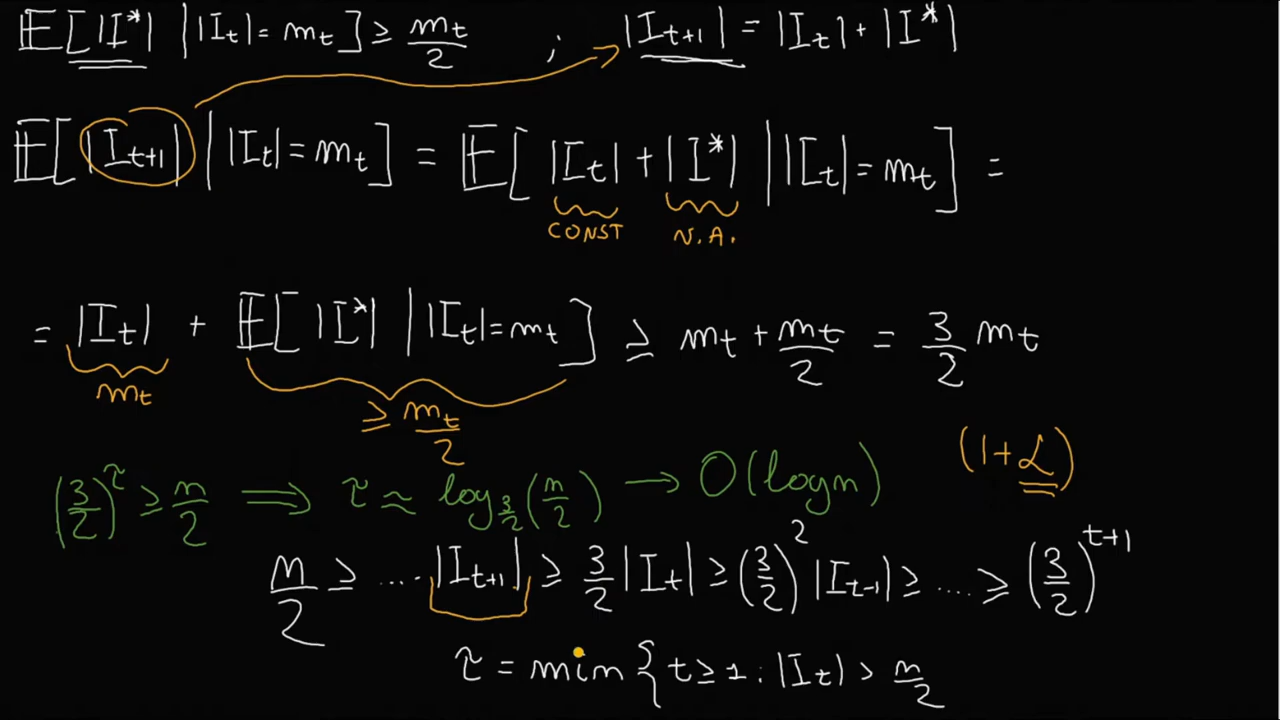 𝔼[|I*| | |I_t| = m_t] ≥ m_t/2 ; |I_{t+1}| = |I_t| + |I*|
𝔼[|I_{t+1}| | |I_t| = m_t] = 𝔼[|I_t| + |I*| | |I_t| = m_t] =
CONST V.A.
= |I_t| + 𝔼[|I*| | |I_t| = m_t] ≥ m_t + m_t/2 = 3/2 m_t
m_t ≥ m_t/2
(1+α)
(3/2)^τ ≥ n/2 ⟹ τ ≈ log_{3/2}(n/2) → O(log n)
n/2 ≥ .... |I_{t+1}| ≥ 3/2 |I_t| ≥ (3/2)^2 |I_{t-1}| ≥ .... ≥ (3/2)^{t+1}
τ = min { t ≥ 1 : |I_t| > n/2